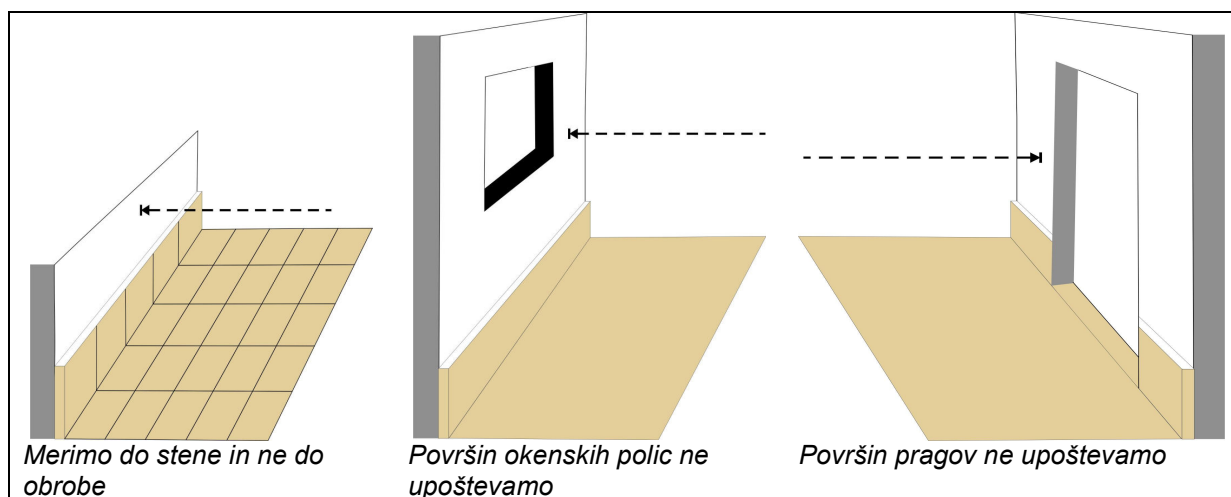 Merimo do stene in ne do
obrobe
Površin okenskih polic ne
upoštevamo
Površin pragov ne upoštevamo